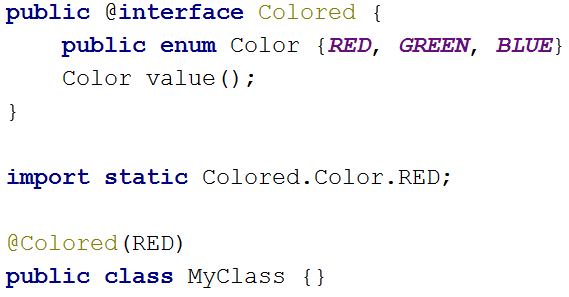 public @interface Colored {
    public enum Color {RED, GREEN, BLUE}
    Color value();
}

import static Colored.Color.RED;

@Colored(RED)
public class MyClass {}